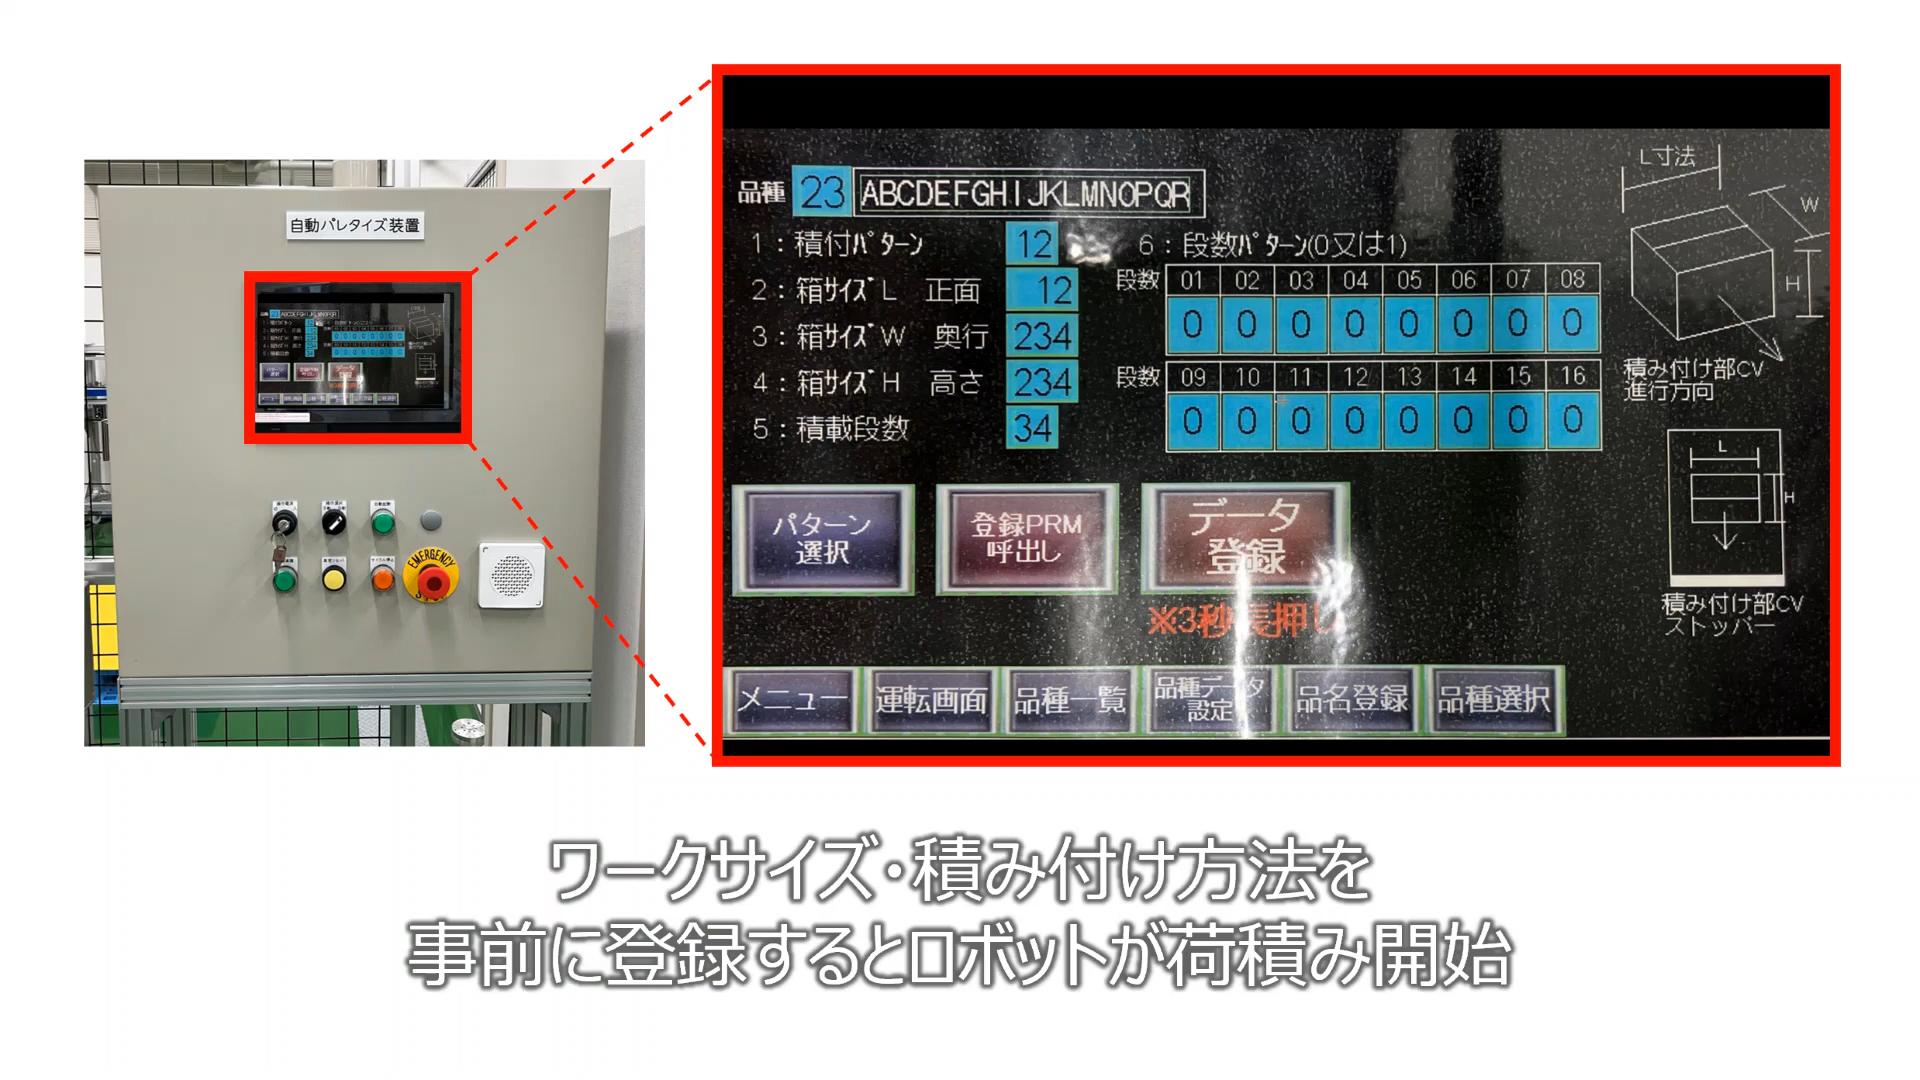 自動パレタイズ装置
EMERGENCY
L寸法
W
H
品種 23 ABCDEFGHIJKLMNOPQR
1：積付ﾊﾟﾀｰﾝ 12
2：箱ｻｲｽﾞL 正面 12
3：箱ｻｲｽﾞW 奥行 234
4：箱ｻｲｽﾞH 高さ 234
5：積載段数 34
6：段数ﾊﾟﾀｰﾝ(0又は1)
段数 01 02 03 04 05 06 07 08
0 0 0 0 0 0 0 0
段数 09 10 11 12 13 14 15 16
0 0 0 0 0 0 0 0
積み付け部CV
進行方向
L
H
積み付け部CV
ストッパー
パターン
選択
登録PRM
呼出し
データ
登録
※3秒長押し
メニュー
運転画面
品種一覧
品種データ
設定
品名登録
品種選択
ワークサイズ・積み付け方法を
事前に登録するとロボットが荷積み開始